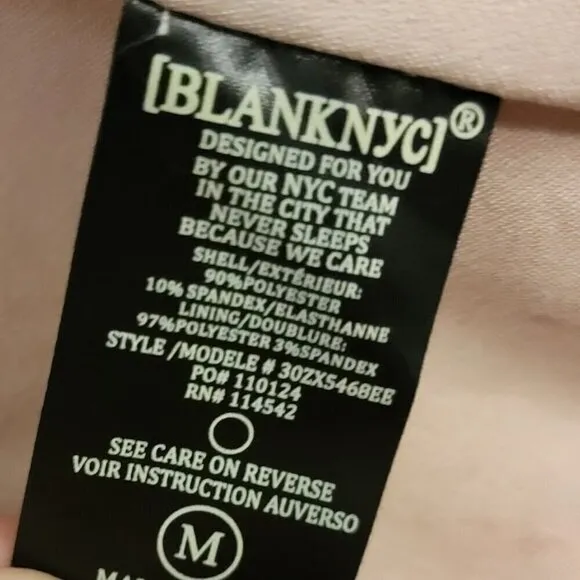 [BLANKNYC]®
DESIGNED FOR YOU
BY OUR NYC TEAM
IN THE CITY THAT
NEVER SLEEPS
BECAUSE WE CARE
SHELL/EXTÉRIEUR:
90%POLYESTER
10% SPANDEX/ELASTHANNE
LINING/DOUBLURE:
97%POLYESTER 3%SPANDEX
STYLE /MODELE # 30ZX5468EE
PO# 110124
RN# 114542
SEE CARE ON REVERSE
VOIR INSTRUCTION AUVERSO
M